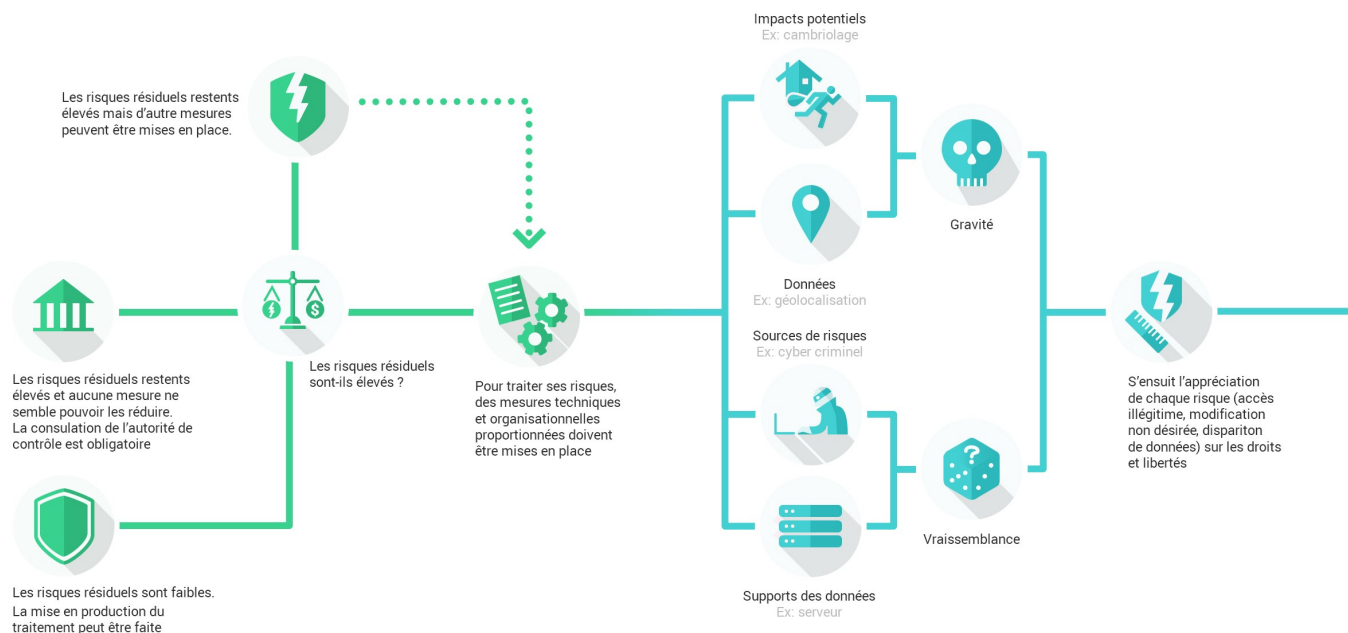 Impacts potentiels
Ex: cambriolage
Les risques résiduels restents
élevés mais d'autre mesures
peuvent être mises en place.
Gravité
Données
Ex: géolocalisation
Sources de risques
Ex: cyber criminel
Les risques résiduels
sont-ils élevés ?
Les risques résiduels restents
élevés et aucune mesure ne
semble pouvoir les réduire.
La consulation de l'autorité de
contrôle est obligatoire
Pour traiter ses risques,
des mesures techniques
et organisationnelles
proportionnées doivent
être mises en place
S'ensuit l'appréciation
de chaque risque (accès
illégitime, modification
non désirée, dispariton
de données) sur les droits
et libertés
Vraissemblance
Les risques résiduels sont faibles.
La mise en production du
traitement peut être faite
Supports des données
Ex: serveur